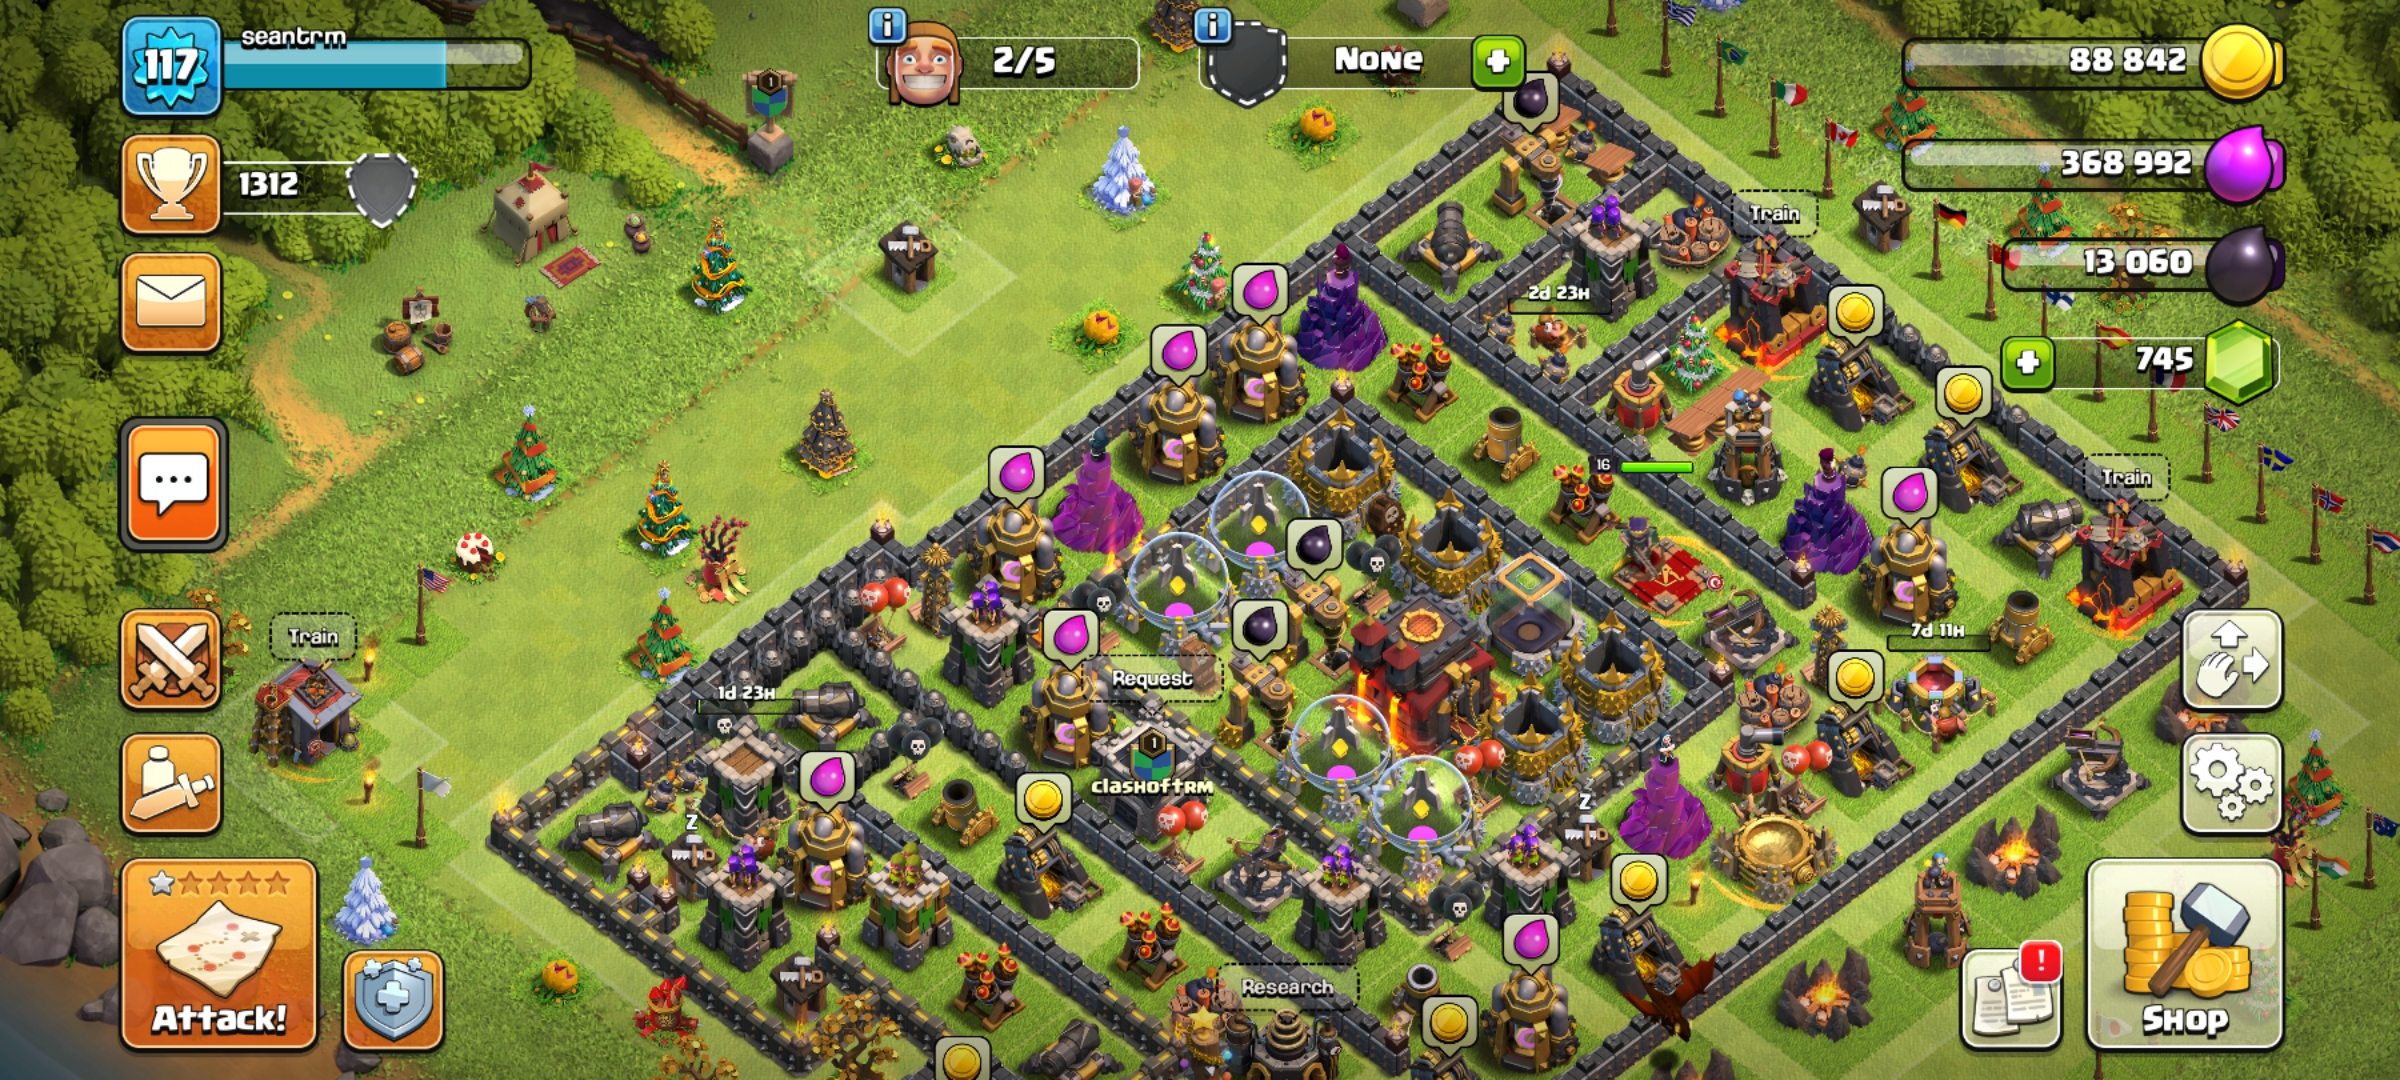 117
seantrm
2/5
None
88 842
1312
368 992
Train
13 060
2d 23H
745
16
Train
7d 11H
Train
Request
1d 23H
1
clashoftrm
Z
Z
Research
Attack!
!
Shop